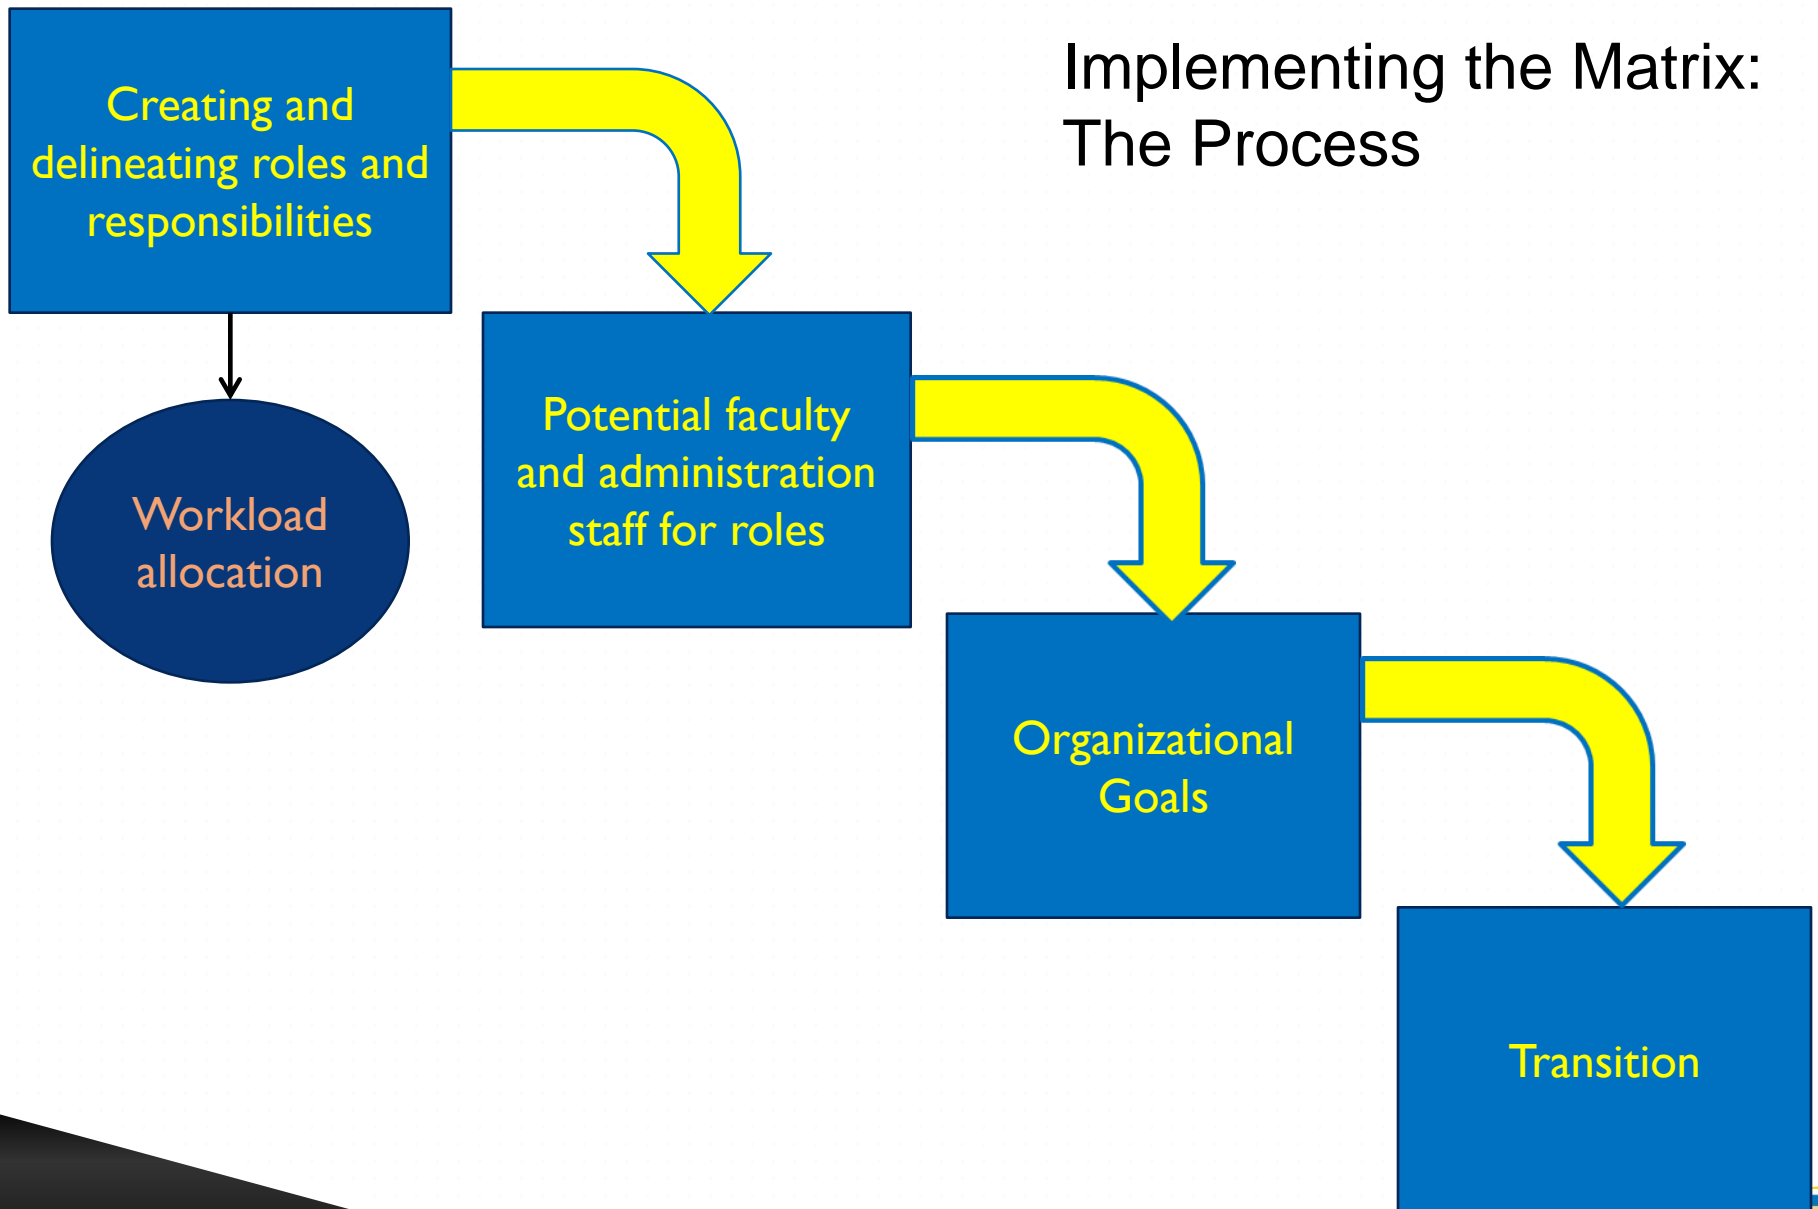 Implementing the Matrix:
The Process
Creating and
delineating roles and
responsibilities
Workload
allocation
Potential faculty
and administration
staff for roles
Organizational
Goals
Transition